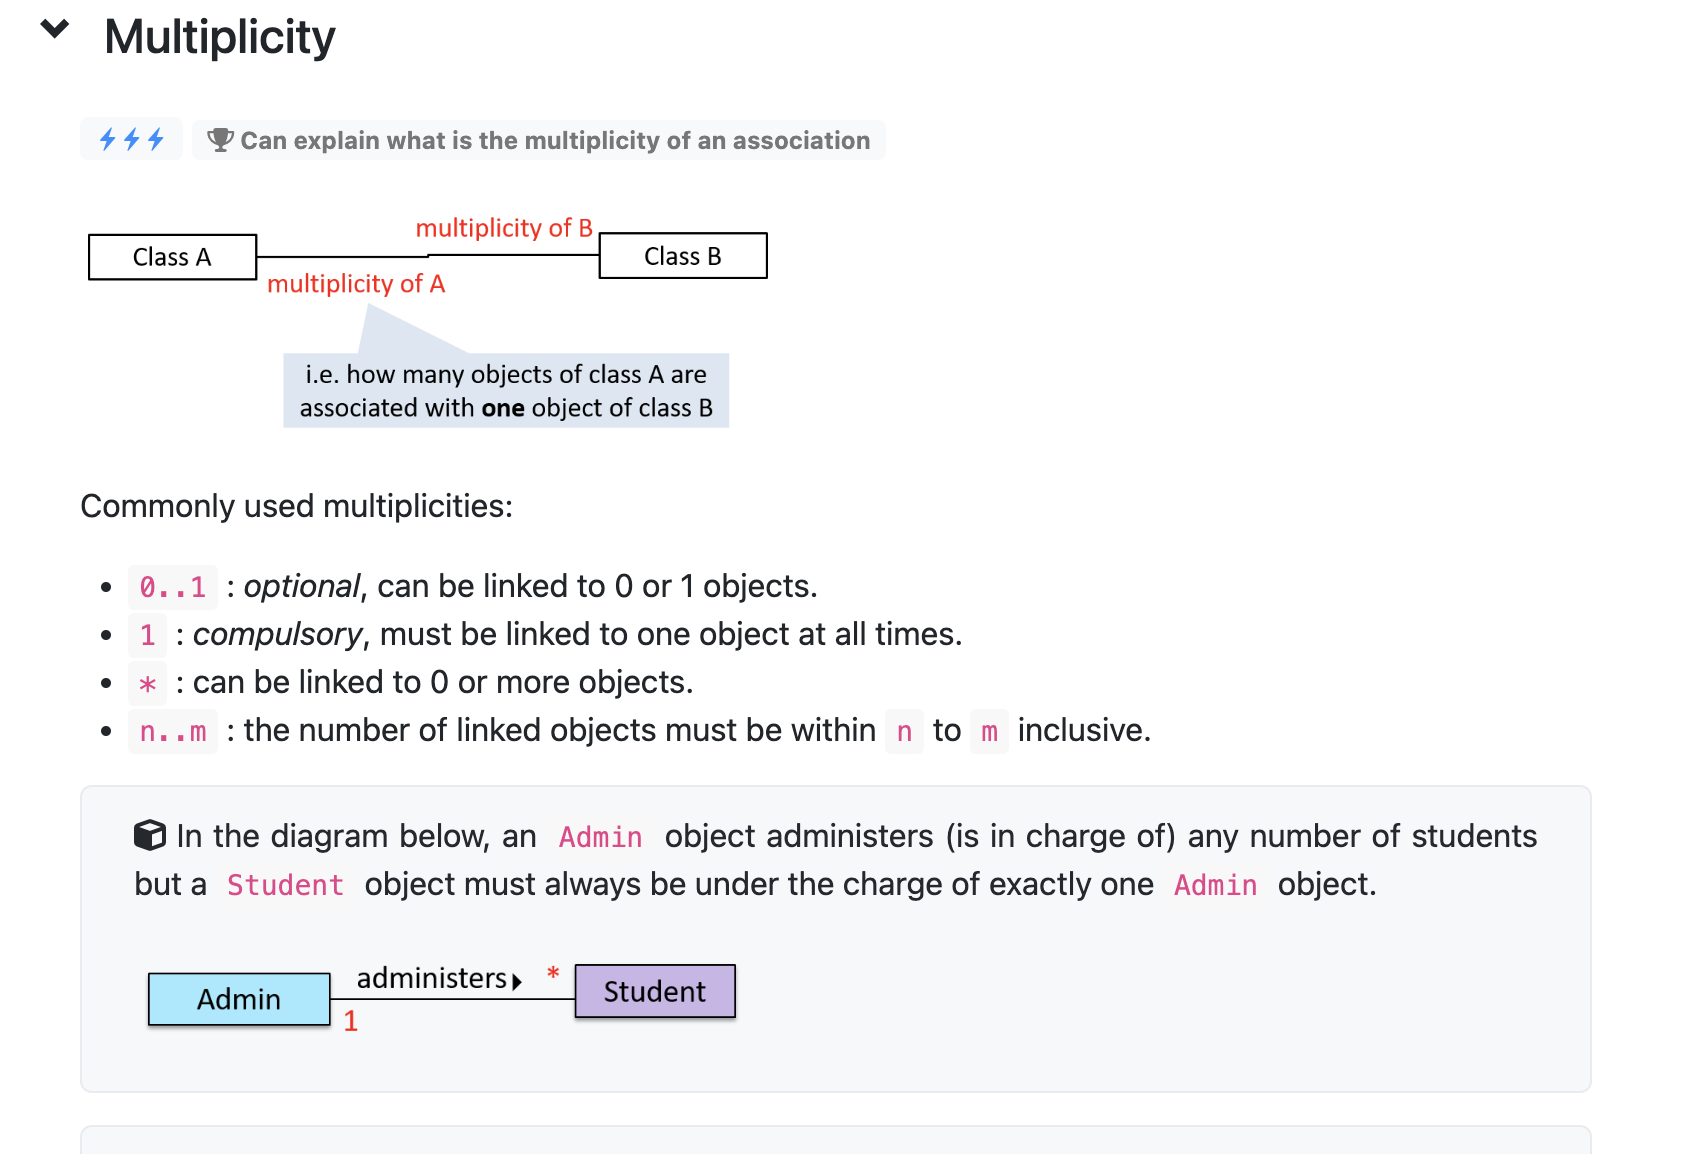 Multiplicity
Can explain what is the multiplicity of an association
multiplicity of B
Class A
Class B
multiplicity of A
i.e. how many objects of class A are
associated with one object of class B
Commonly used multiplicities:
• 0..1 : optional, can be linked to 0 or 1 objects.
• 1 : compulsory, must be linked to one object at all times.
• * : can be linked to 0 or more objects.
• n..m : the number of linked objects must be within n to m inclusive.
In the diagram below, an Admin object administers (is in charge of) any number of students
but a Student object must always be under the charge of exactly one Admin object.
administers *
Admin
Student
1